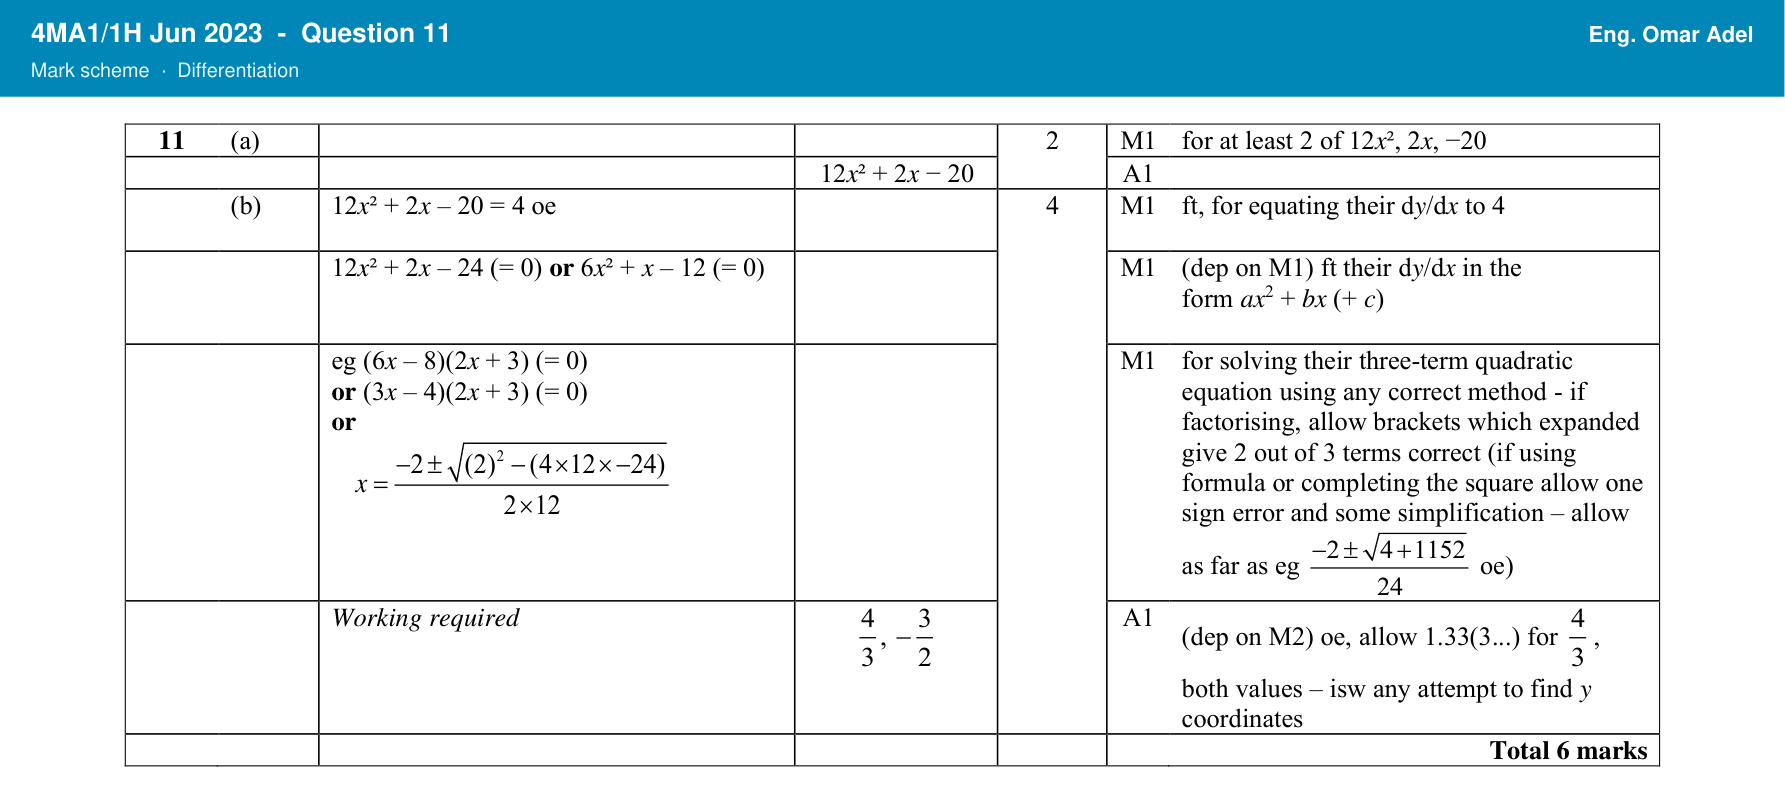 4MA1/1H Jun 2023 - Question 11
Eng. Omar Adel
Mark scheme · Differentiation
11 (a) 2 M1 for at least 2 of 12x², 2x, −20
12x² + 2x − 20 A1
(b) 12x² + 2x – 20 = 4 oe 4 M1 ft, for equating their dy/dx to 4
12x² + 2x – 24 (= 0) or 6x² + x – 12 (= 0) M1 (dep on M1) ft their dy/dx in the
form ax² + bx (+ c)
eg (6x – 8)(2x + 3) (= 0) M1 for solving their three-term quadratic
or (3x – 4)(2x + 3) (= 0) equation using any correct method - if
or factorising, allow brackets which expanded
give 2 out of 3 terms correct (if using
x = (−2 ± √((2)² − (4×12×−24))) / (2×12) formula or completing the square allow one
sign error and some simplification – allow
as far as eg (−2 ± √(4+1152)) / 24 oe)
Working required 4/3, −3/2 A1 (dep on M2) oe, allow 1.33(3...) for 4/3,
both values – isw any attempt to find y
coordinates
Total 6 marks